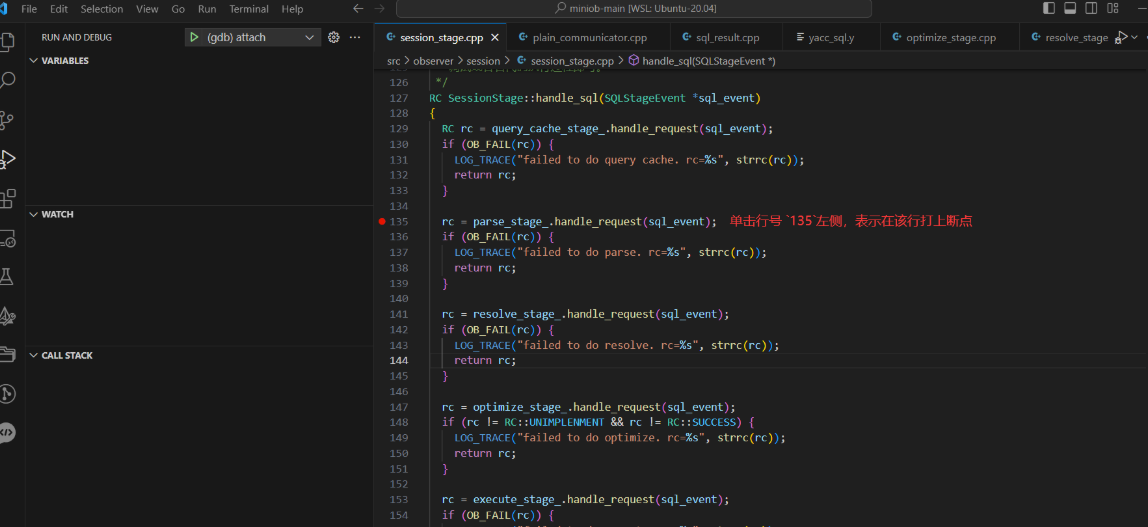 File Edit Selection View Go Run Terminal Help
miniob-main [WSL: Ubuntu-20.04]
RUN AND DEBUG
(gdb) attach
VARIABLES
WATCH
CALL STACK
session_stage.cpp
plain_communicator.cpp
sql_result.cpp
yacc_sql.y
optimize_stage.cpp
resolve_stage
src > observer > session > session_stage.cpp > handle_sql(SQLStageEvent *)
126 */
127 RC SessionStage::handle_sql(SQLStageEvent *sql_event)
128 {
129 RC rc = query_cache_stage_.handle_request(sql_event);
130 if (OB_FAIL(rc)) {
131 LOG_TRACE("failed to do query cache. rc=%s", strrc(rc));
132 return rc;
133 }
134
135 rc = parse_stage_.handle_request(sql_event); 单击行号 `135`左侧，表示在该行打上断点
136 if (OB_FAIL(rc)) {
137 LOG_TRACE("failed to do parse. rc=%s", strrc(rc));
138 return rc;
139 }
140
141 rc = resolve_stage_.handle_request(sql_event);
142 if (OB_FAIL(rc)) {
143 LOG_TRACE("failed to do resolve. rc=%s", strrc(rc));
144 return rc;
145 }
146
147 rc = optimize_stage_.handle_request(sql_event);
148 if (rc != RC::UNIMPLENMENT && rc != RC::SUCCESS) {
149 LOG_TRACE("failed to do optimize. rc=%s", strrc(rc));
150 return rc;
151 }
152
153 rc = execute_stage_.handle_request(sql_event);
154 if (OB_FAIL(rc)) {